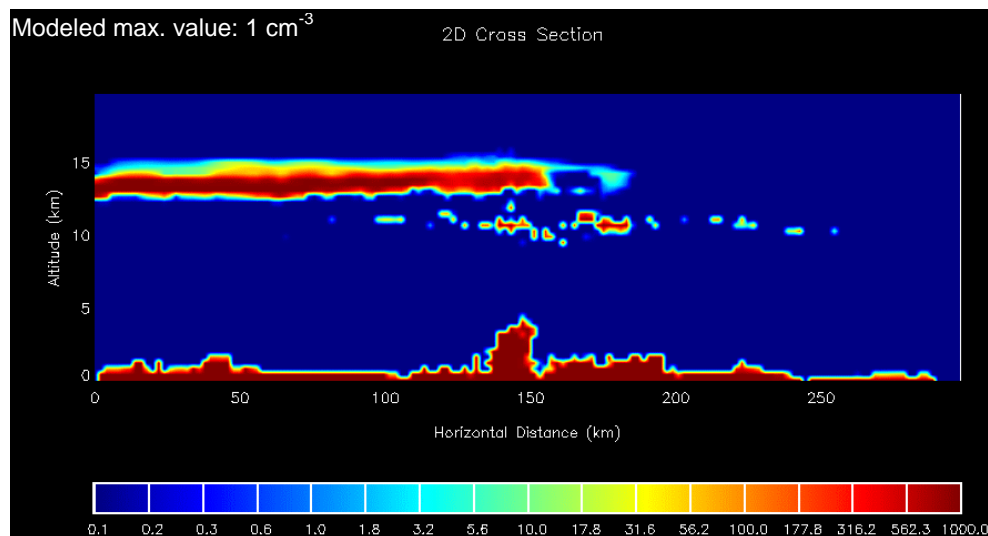 Modeled max. value: 1 cm-3
2D Cross Section
15
10
5
0
Altitude (km)
0 50 100 150 200 250
Horizontal Distance (km)
0.1 0.2 0.3 0.6 1.0 1.8 3.2 5.6 10.0 17.8 31.6 56.2 100.0 177.8 316.2 562.3 1000.0